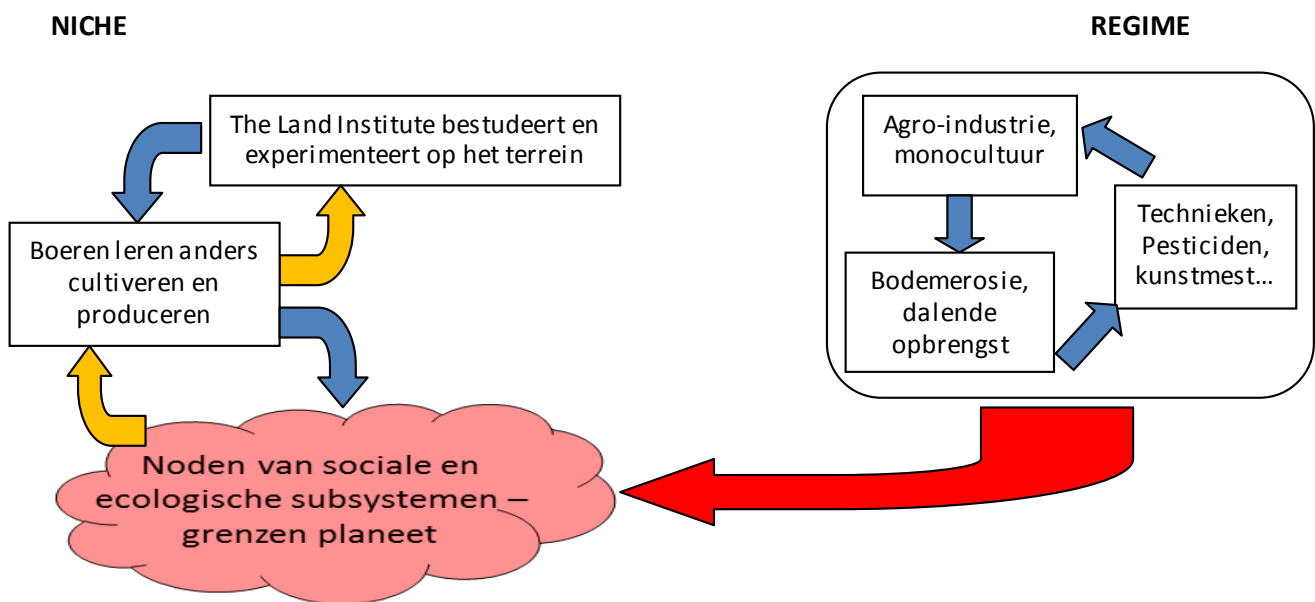 NICHE
REGIME
The Land Institute bestudeert en
experimenteert op het terrein
Boeren leren anders
cultiveren en
produceren
Noden van sociale en
ecologische subsystemen –
grenzen planeet
Agro-industrie,
monocultuur
Technieken,
Pesticiden,
kunstmest…
Bodemerosie,
dalende
opbrengst